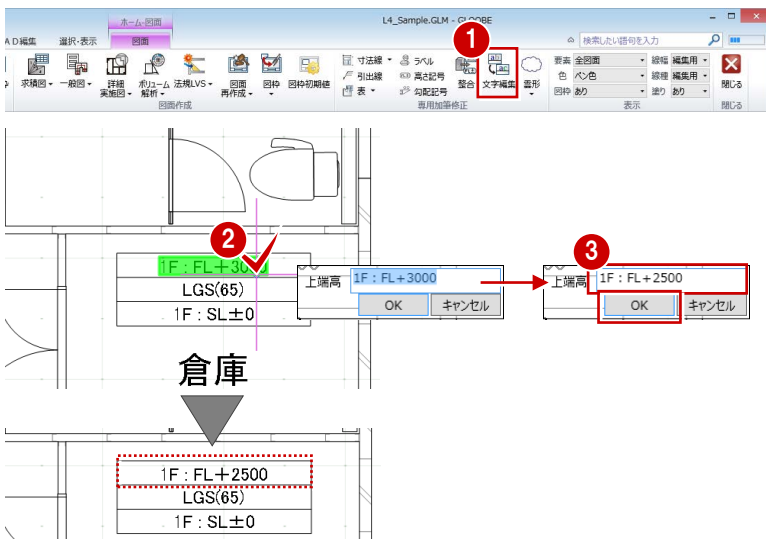 ホーム-図面
L4_Sample.GLM - GLOOBE
1
AD編集 選択・表示 図面
検索したい語句を入力
求積図 一般図 詳細実施図 ボリューム解析 法規LVS 図面再作成 図枠 図枠初期値
図面作成
寸法線 ラベル
引出線 高さ記号
表 勾配記号
整合 文字編集 雲形
専用加筆修正
要素 全図面 線幅 編集用
色 ペン色 線種 編集用
図枠 あり 塗り あり
表示
閉じる
閉じる
2
1F : FL+3000
LGS(65)
1F : SL±0
上端高 1F : FL+3000
OK キャンセル
3
上端高 1F : FL+2500
OK キャンセル
倉庫
1F : FL+2500
LGS(65)
1F : SL±0